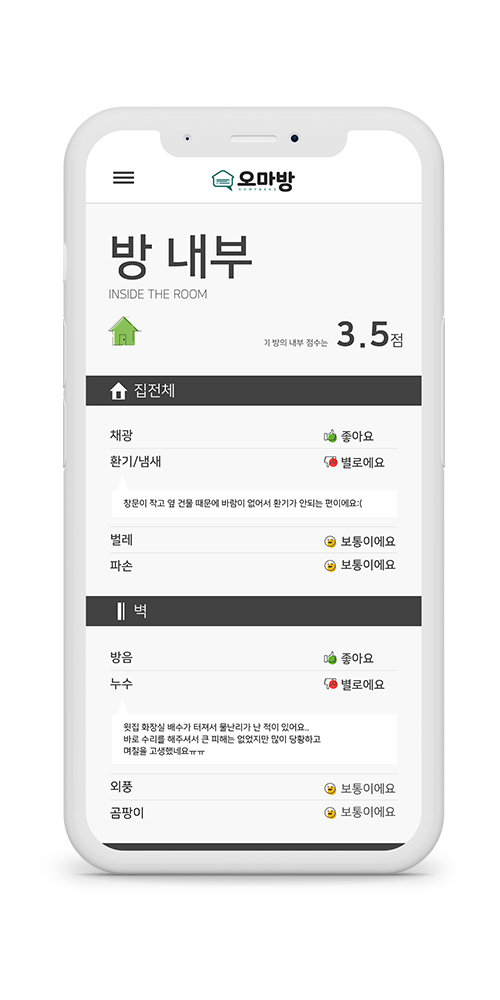 오마방
방 내부
INSIDE THE ROOM
이 방의 내부 점수는 3.5점
집전체
채광 좋아요
환기/냄새 별로에요
창문이 작고 옆 건물 때문에 바람이 없어서 환기가 안되는 편이에요:(
벌레 보통이에요
파손 보통이에요
벽
방음 좋아요
누수 별로에요
윗집 화장실 배수가 터져서 물난리가 난 적이 있어요..
바로 수리를 해주셔서 큰 피해는 없었지만 많이 당황하고
며칠을 고생했네요ㅠㅠ
외풍 보통이에요
곰팡이 보통이에요